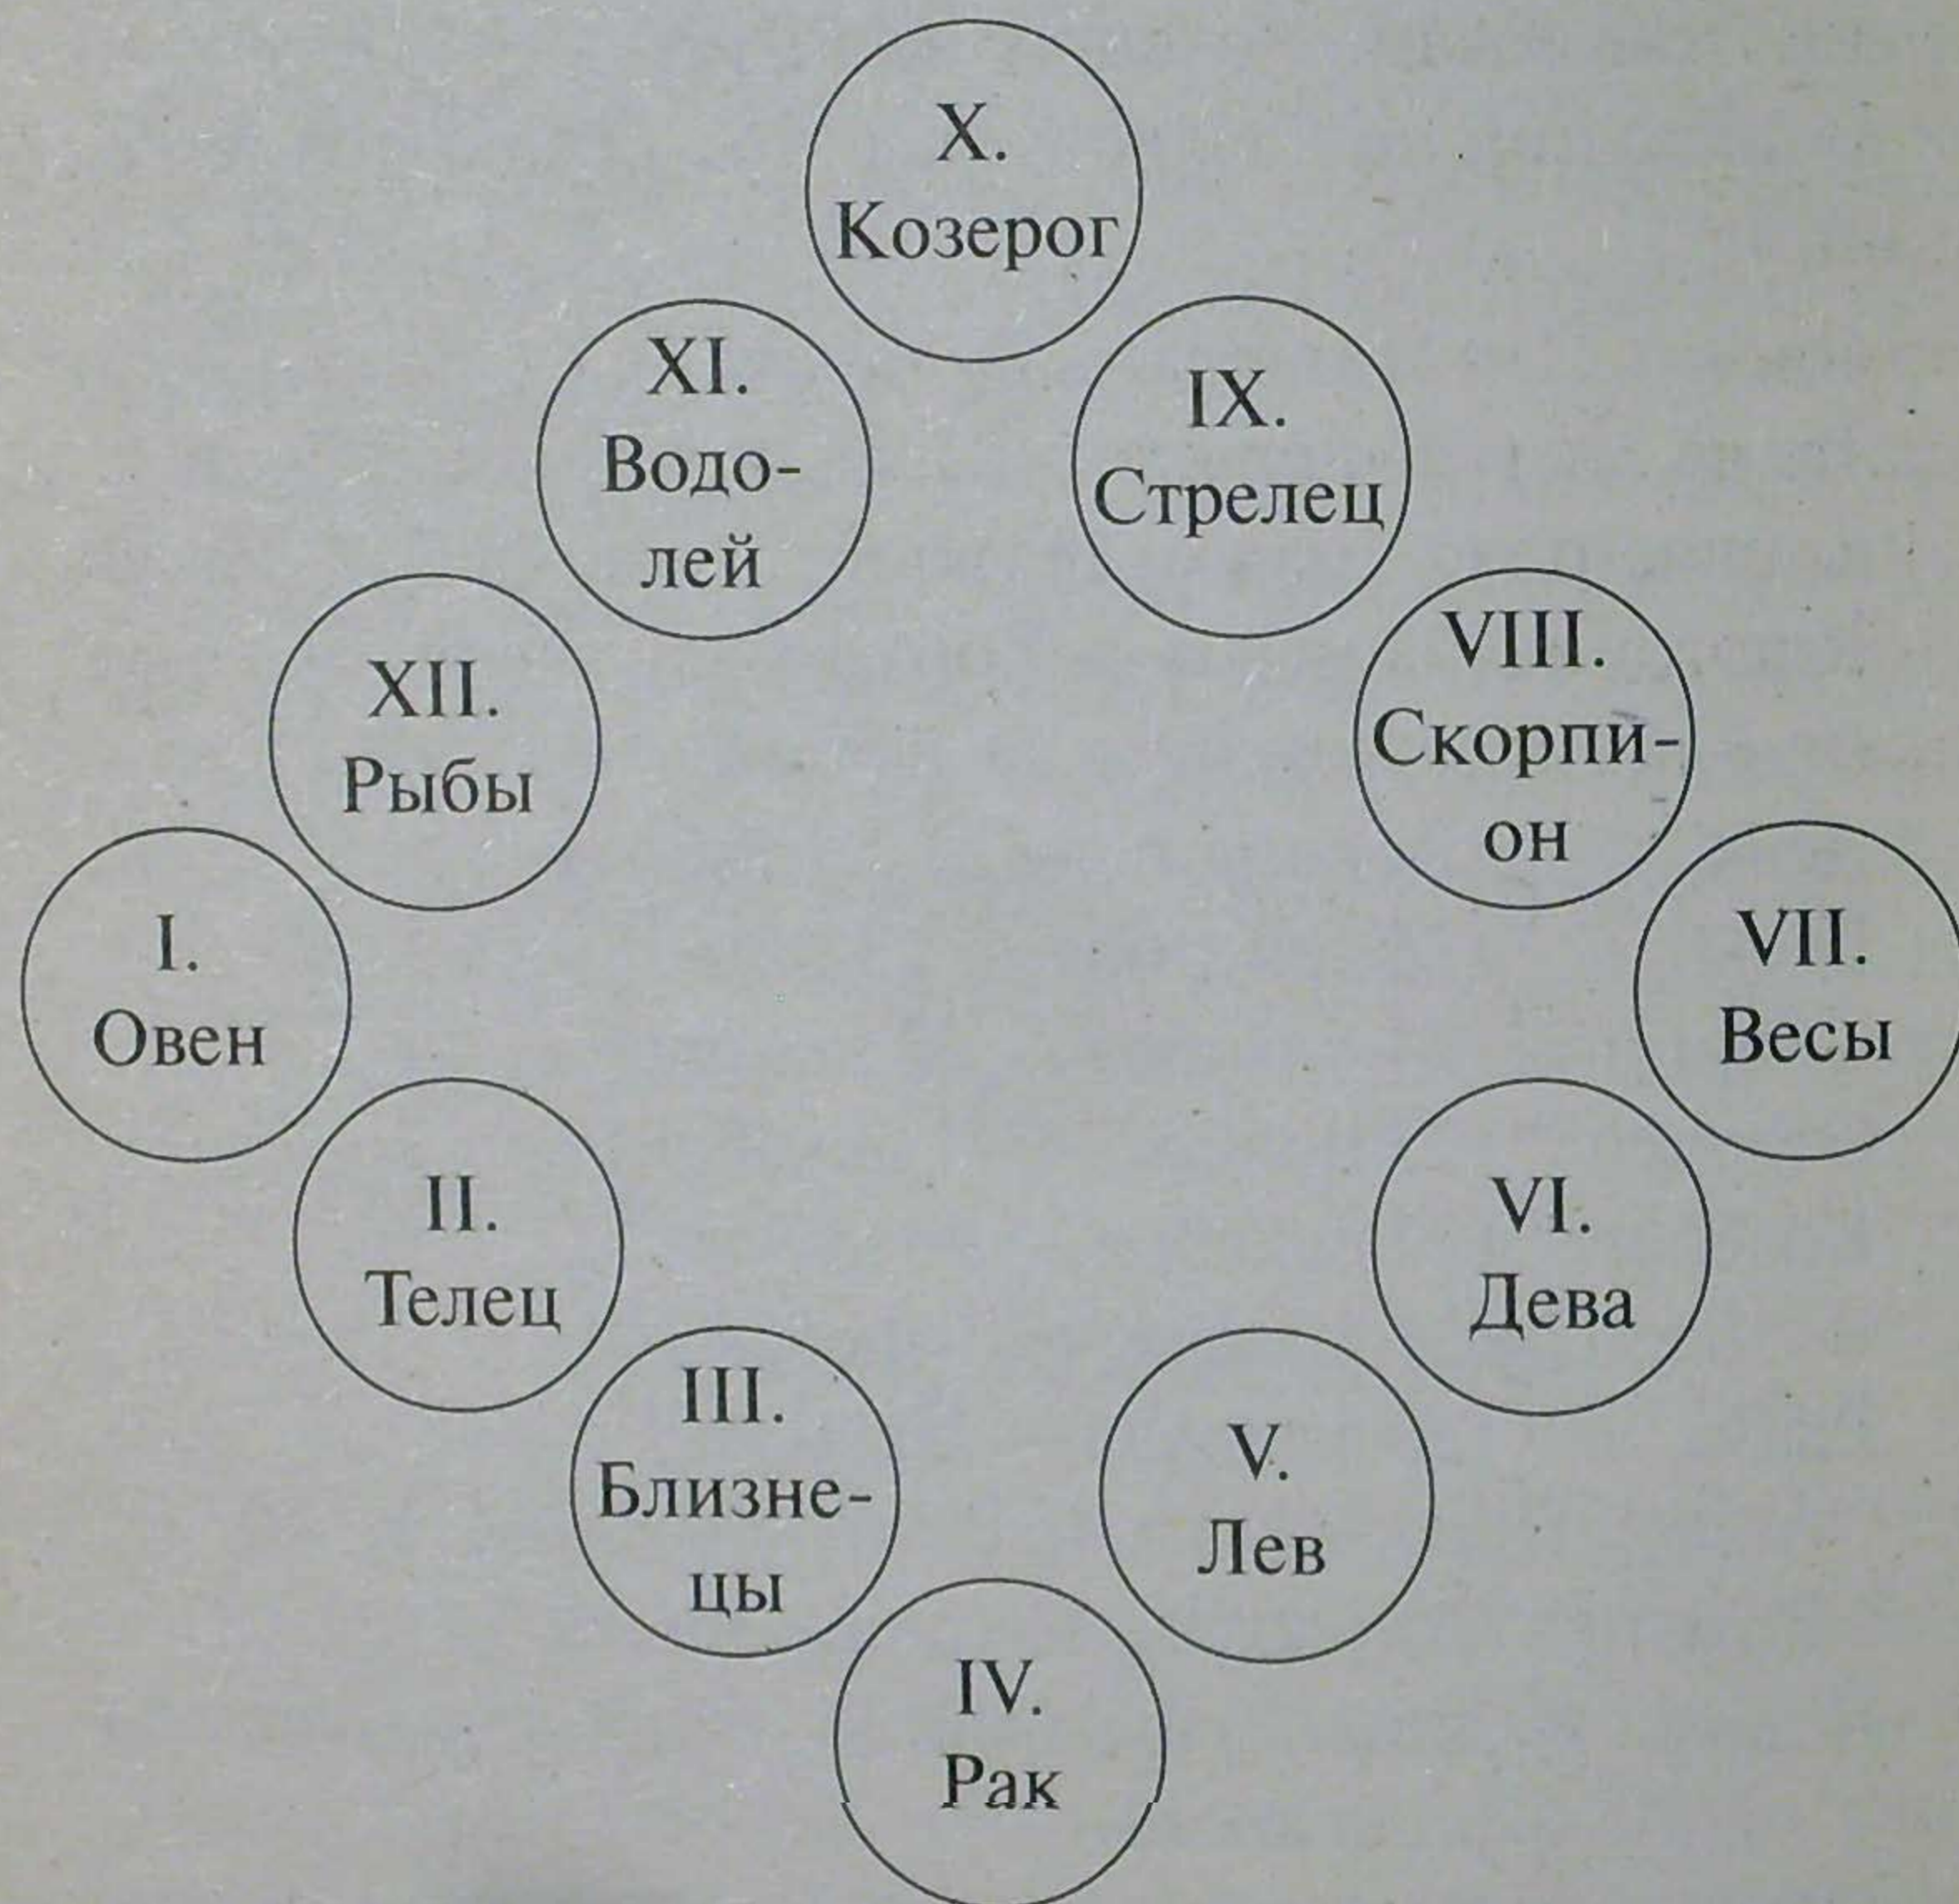 X.
Козерог
XI.
Водо-
лей
IX.
Стрелец
XII.
Рыбы
VIII.
Скорпи-
он
I.
Овен
VII.
Весы
II.
Телец
VI.
Дева
III.
Близне-
цы
V.
Лев
IV.
Рак